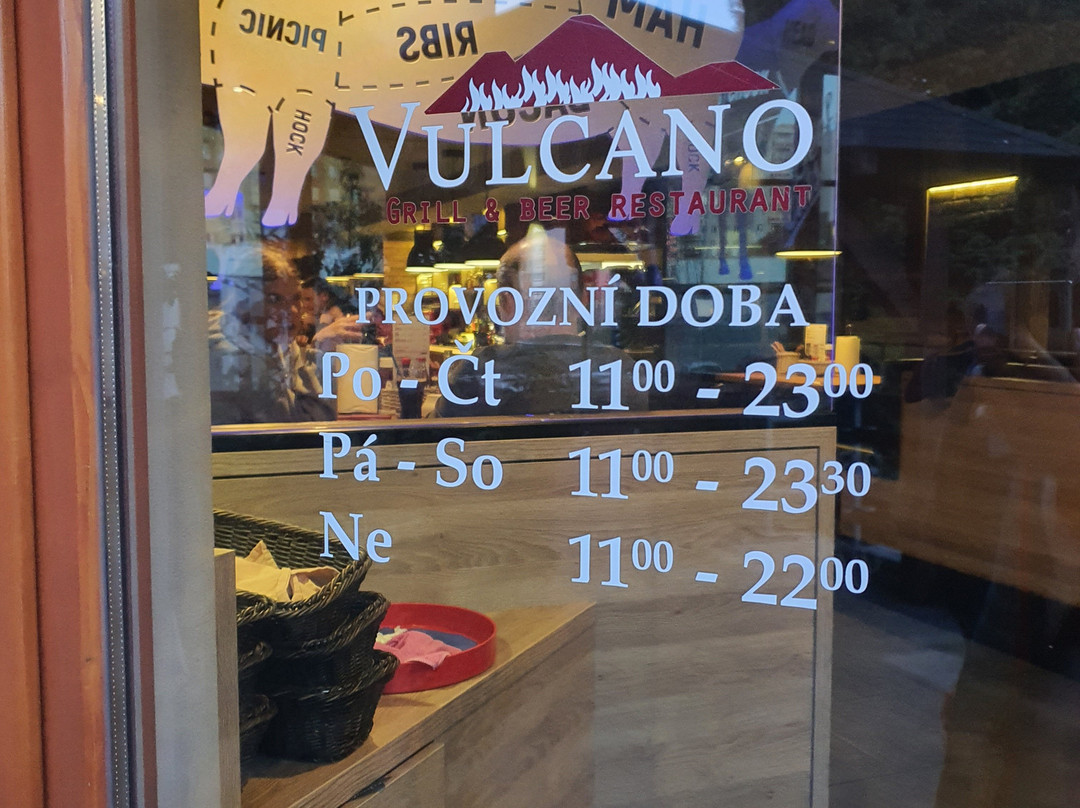 PICNIC
RIBS
HAM
HOCK
BACON
VULCANO
GRILL & BEER RESTAURANT
PROVOZNÍ DOBA
Po - Čt 11⁰⁰ - 23⁰⁰
Pá - So 11⁰⁰ - 23³⁰
Ne 11⁰⁰ - 22⁰⁰